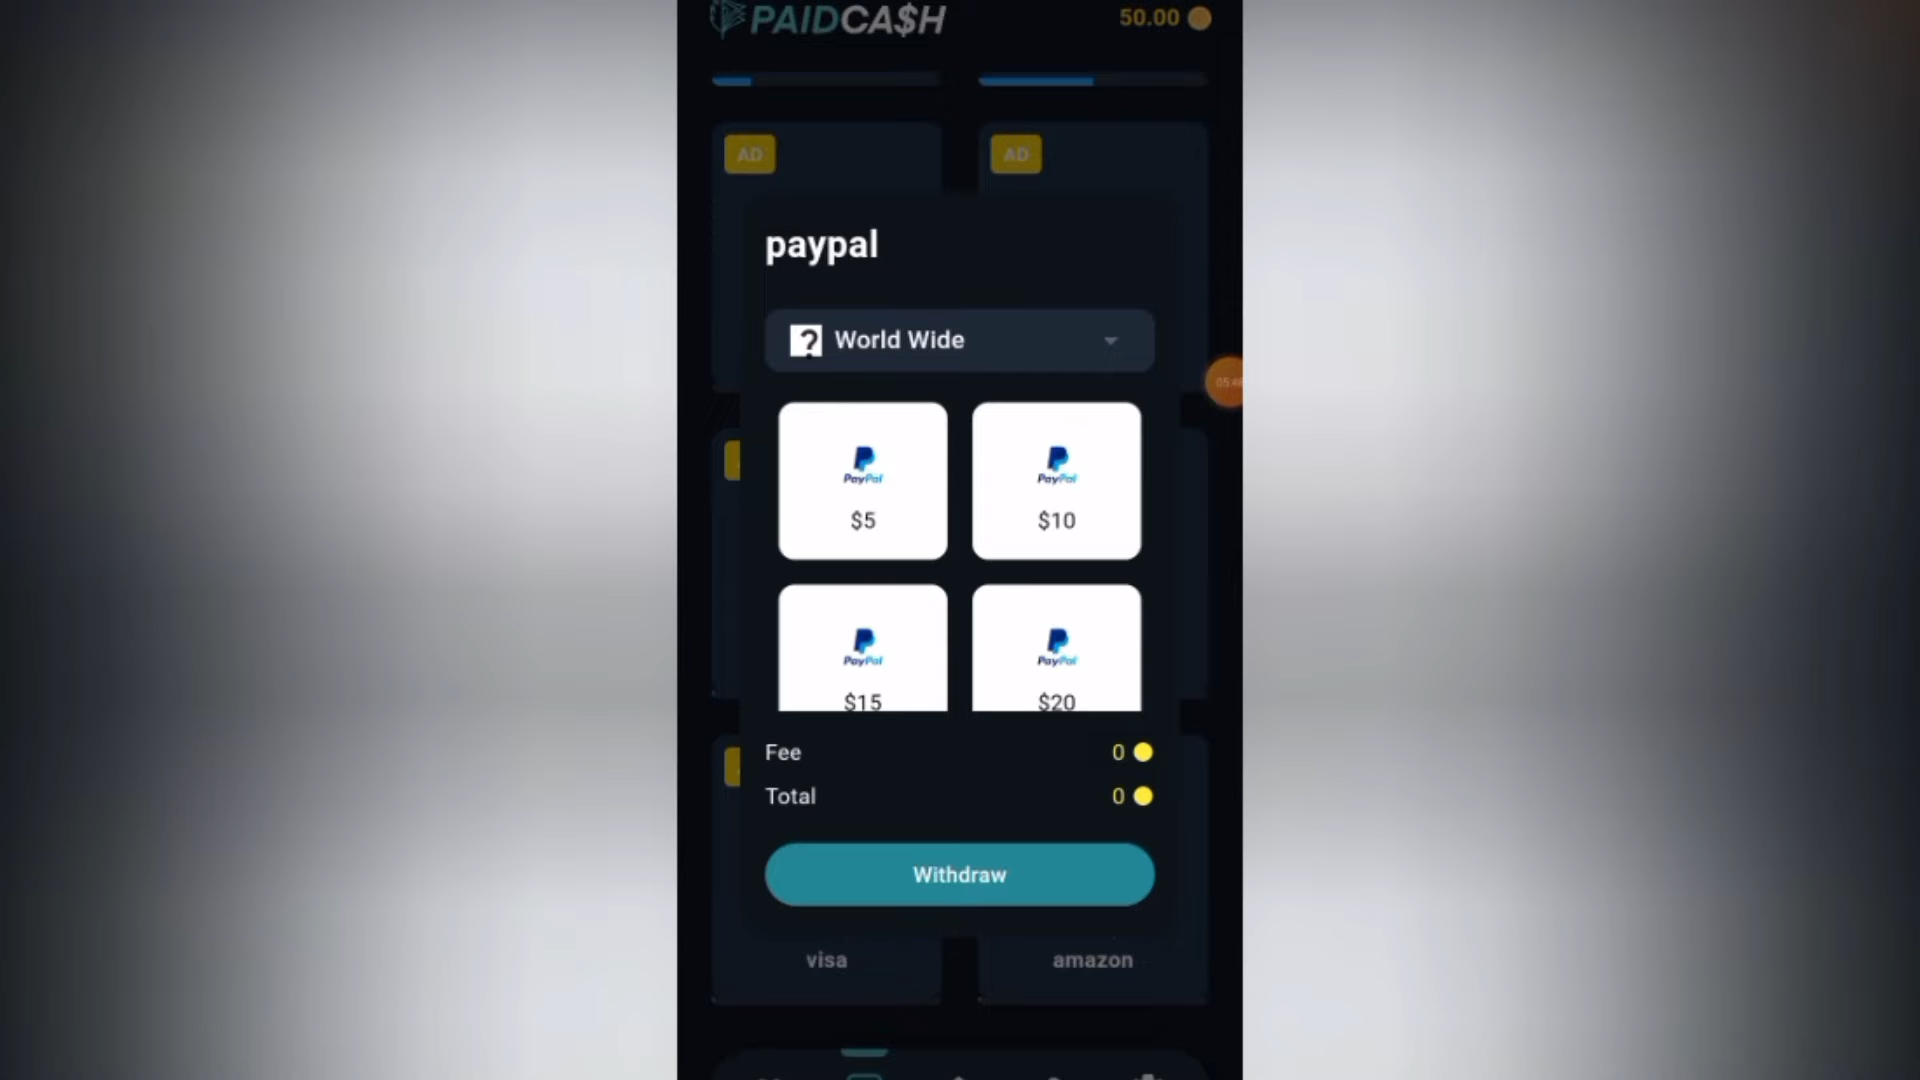 PAIDCA$H
50.00
AD
AD
paypal
World Wide
PayPal
$5
PayPal
$10
PayPal
$15
PayPal
$20
Fee
0
Total
0
Withdraw
visa
amazon